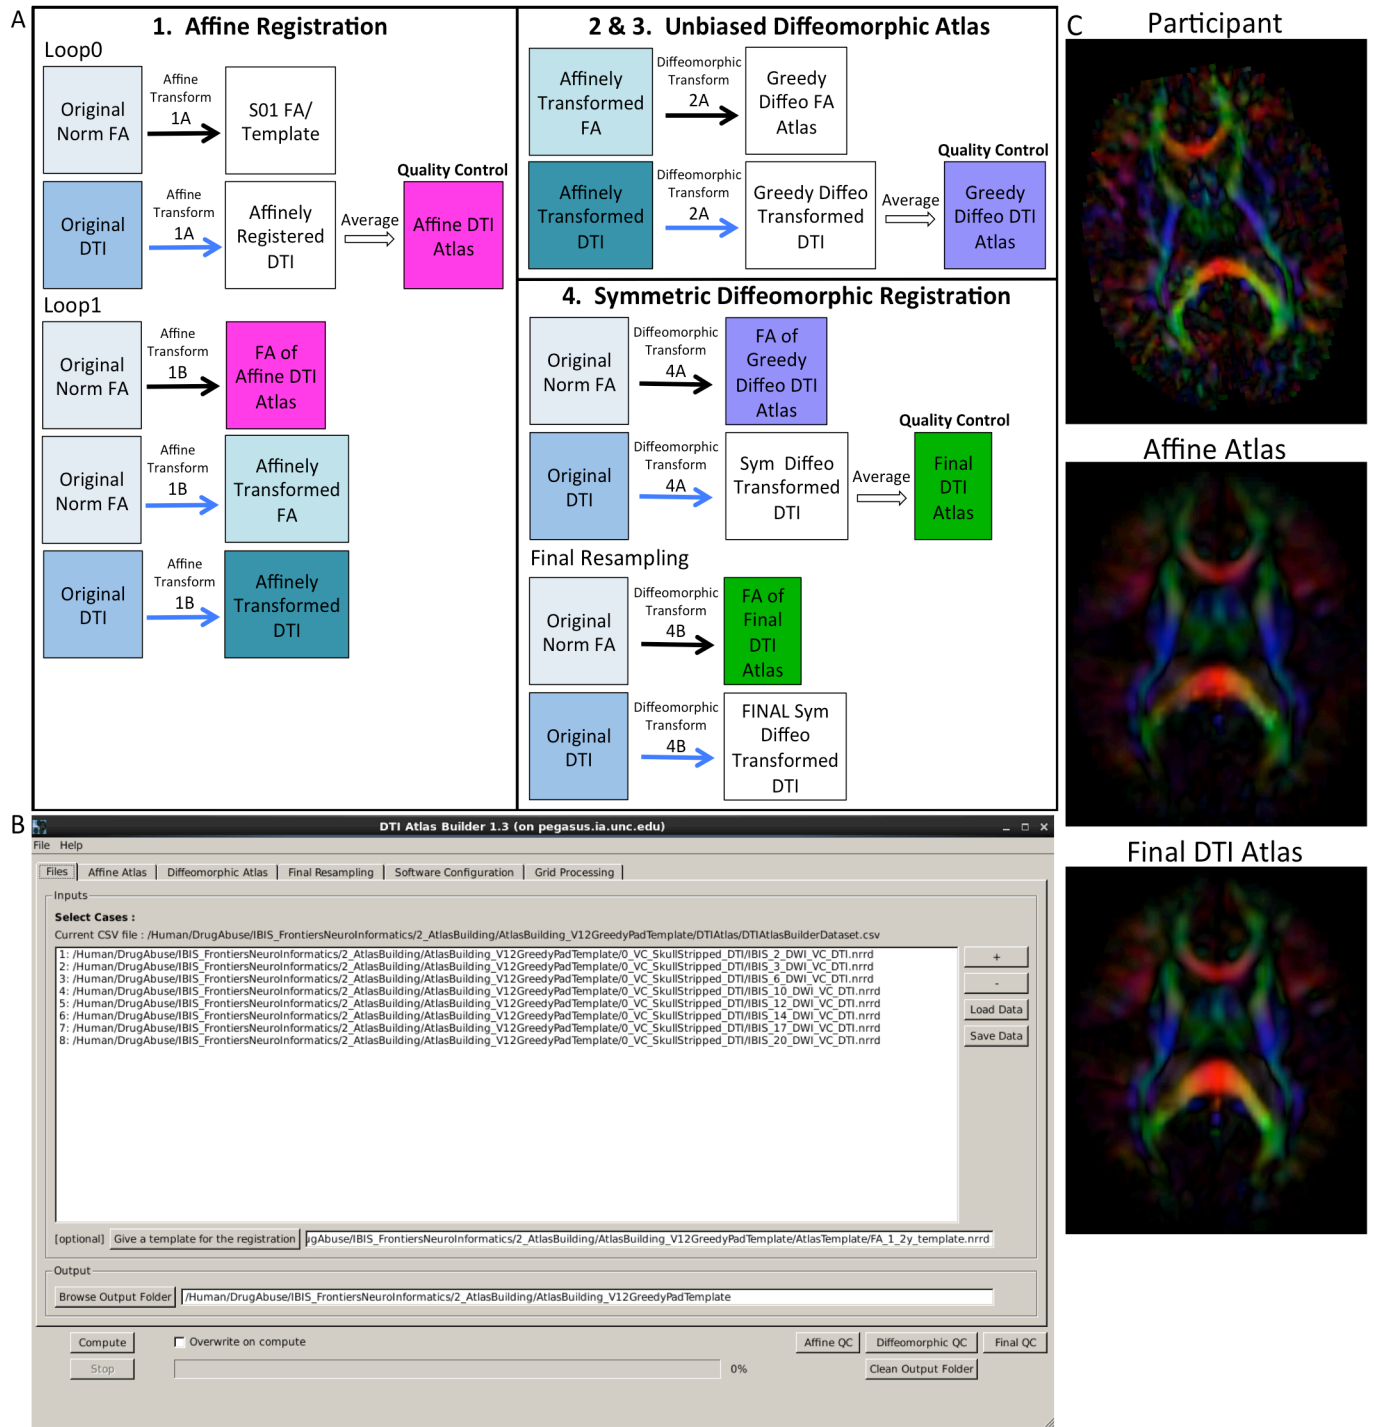 A
1. Affine Registration
Loop0
Original
Norm FA
Affine
Transform
1A
S01 FA/
Template
Original
DTI
Affine
Transform
1A
Affinely
Registered
DTI
Average
Quality Control
Affine DTI
Atlas
Loop1
Original
Norm FA
Affine
Transform
1B
FA of
Affine DTI
Atlas
Original
Norm FA
Affine
Transform
1B
Affinely
Transformed
FA
Original
DTI
Affine
Transform
1B
Affinely
Transformed
DTI
2 & 3. Unbiased Diffeomorphic Atlas
Affinely
Transformed
FA
Diffeomorphic
Transform
2A
Greedy
Diffeo FA
Atlas
Affinely
Transformed
DTI
Diffeomorphic
Transform
2A
Greedy Diffeo
Transformed
DTI
Average
Quality Control
Greedy
Diffeo DTI
Atlas
4. Symmetric Diffeomorphic Registration
Original
Norm FA
Diffeomorphic
Transform
4A
FA of
Greedy
Diffeo DTI
Atlas
Original
DTI
Diffeomorphic
Transform
4A
Sym Diffeo
Transformed
DTI
Average
Quality Control
Final
DTI
Atlas
Final Resampling
Original
Norm FA
Diffeomorphic
Transform
4B
FA of
Final
DTI
Atlas
Original
DTI
Diffeomorphic
Transform
4B
FINAL Sym
Diffeo
Transformed
DTI
C
Participant
Affine Atlas
Final DTI Atlas
B
DTI Atlas Builder 1.3 (on pegasus.ia.unc.edu)
File Help
Files Affine Atlas Diffeomorphic Atlas Final Resampling Software Configuration Grid Processing
Inputs
Select Cases :
Current CSV file : /Human/DrugAbuse/IBIS_FrontiersNeuroInformatics/2_AtlasBuilding/AtlasBuilding_V12GreedyPadTemplate/DTIAtlas/DTIAtlasBuilderDataset.csv
1: /Human/DrugAbuse/IBIS_FrontiersNeuroInformatics/2_AtlasBuilding/AtlasBuilding_V12GreedyPadTemplate/0_VC_SkullStripped_DTI/IBIS_2_DWI_VC_DTI.nrrd
2: /Human/DrugAbuse/IBIS_FrontiersNeuroInformatics/2_AtlasBuilding/AtlasBuilding_V12GreedyPadTemplate/0_VC_SkullStripped_DTI/IBIS_3_DWI_VC_DTI.nrrd
3: /Human/DrugAbuse/IBIS_FrontiersNeuroInformatics/2_AtlasBuilding/AtlasBuilding_V12GreedyPadTemplate/0_VC_SkullStripped_DTI/IBIS_6_DWI_VC_DTI.nrrd
4: /Human/DrugAbuse/IBIS_FrontiersNeuroInformatics/2_AtlasBuilding/AtlasBuilding_V12GreedyPadTemplate/0_VC_SkullStripped_DTI/IBIS_10_DWI_VC_DTI.nrrd
5: /Human/DrugAbuse/IBIS_FrontiersNeuroInformatics/2_AtlasBuilding/AtlasBuilding_V12GreedyPadTemplate/0_VC_SkullStripped_DTI/IBIS_12_DWI_VC_DTI.nrrd
6: /Human/DrugAbuse/IBIS_FrontiersNeuroInformatics/2_AtlasBuilding/AtlasBuilding_V12GreedyPadTemplate/0_VC_SkullStripped_DTI/IBIS_14_DWI_VC_DTI.nrrd
7: /Human/DrugAbuse/IBIS_FrontiersNeuroInformatics/2_AtlasBuilding/AtlasBuilding_V12GreedyPadTemplate/0_VC_SkullStripped_DTI/IBIS_17_DWI_VC_DTI.nrrd
8: /Human/DrugAbuse/IBIS_FrontiersNeuroInformatics/2_AtlasBuilding/AtlasBuilding_V12GreedyPadTemplate/0_VC_SkullStripped_DTI/IBIS_20_DWI_VC_DTI.nrrd
+
-
Load Data
Save Data
[optional] Give a template for the registration ugAbuse/IBIS_FrontiersNeuroInformatics/2_AtlasBuilding/AtlasBuilding_V12GreedyPadTemplate/AtlasTemplate/FA_1_2y_template.nrrd
Output
Browse Output Folder /Human/DrugAbuse/IBIS_FrontiersNeuroInformatics/2_AtlasBuilding/AtlasBuilding_V12GreedyPadTemplate
Compute Overwrite on compute Affine QC Diffeomorphic QC Final QC
Stop 0% Clean Output Folder